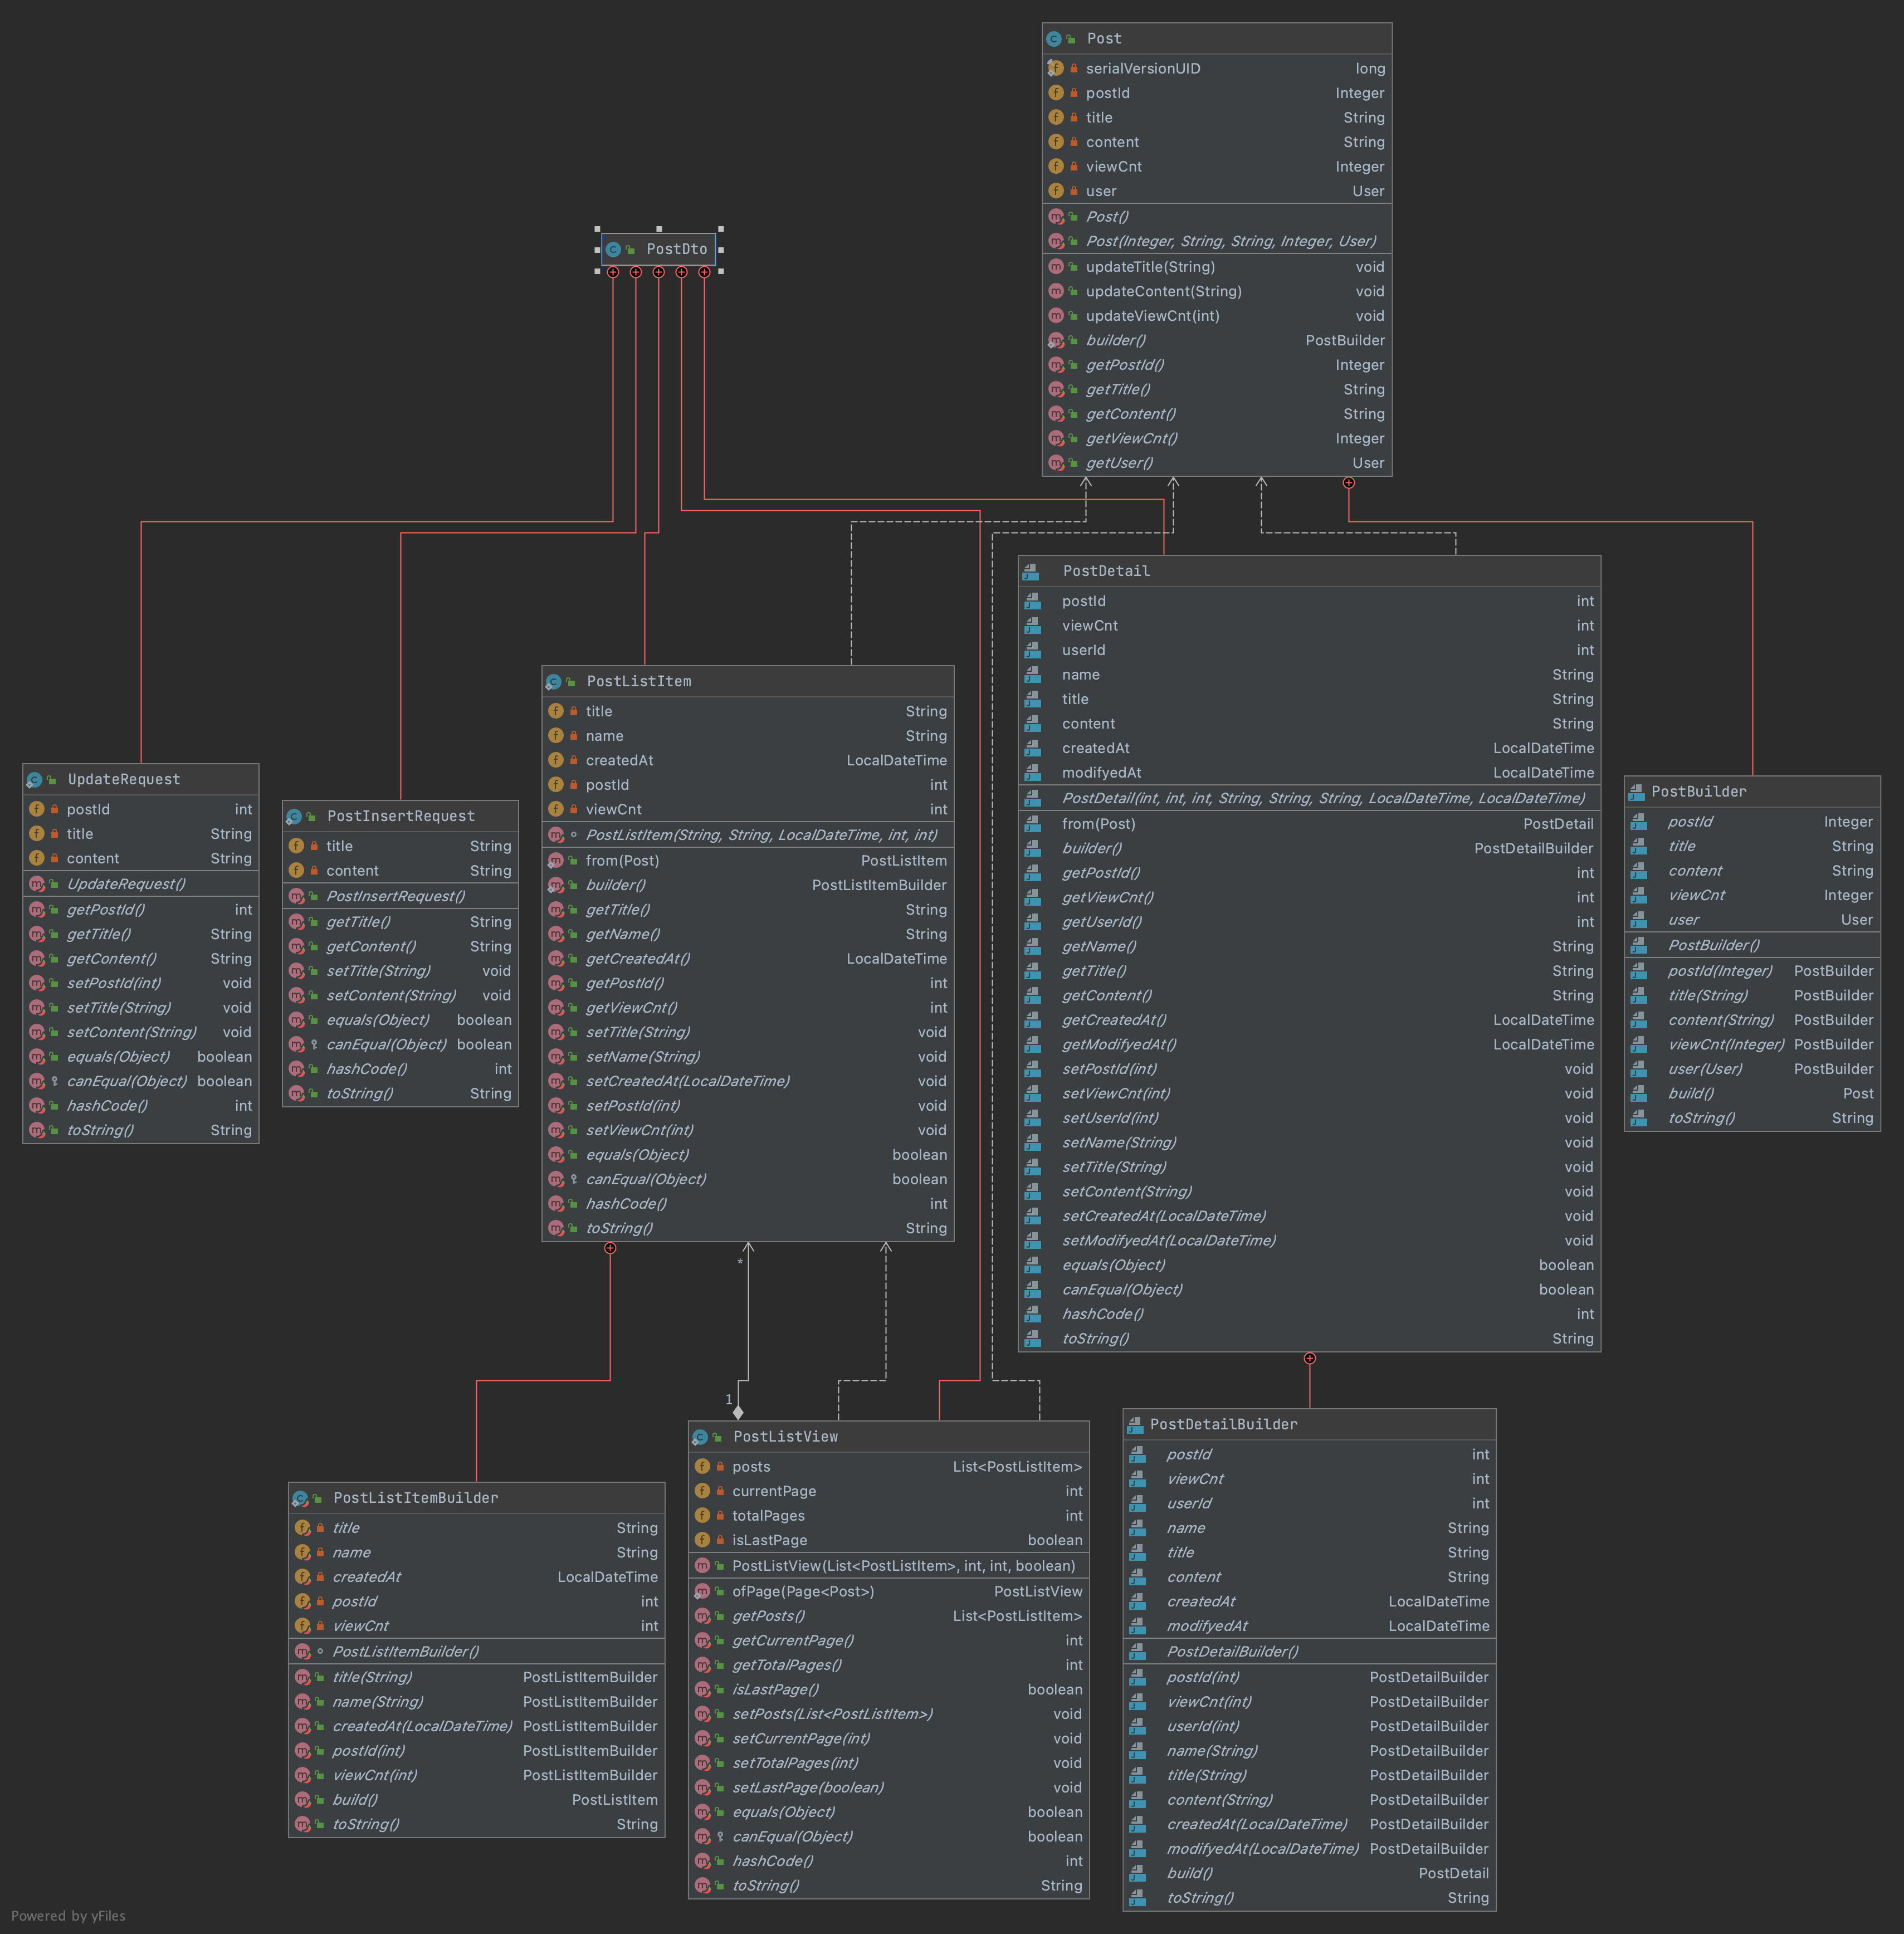 Post
serialVersionUID long
postId Integer
title String
content String
viewCnt Integer
user User
Post()
Post(Integer, String, String, Integer, User)
updateTitle(String) void
updateContent(String) void
updateViewCnt(int) void
builder() PostBuilder
getPostId() Integer
getTitle() String
getContent() String
getViewCnt() Integer
getUser() User
PostDto
PostDetail
postId int
viewCnt int
userId int
name String
title String
content String
createdAt LocalDateTime
modifyedAt LocalDateTime
PostDetail(int, int, int, String, String, String, LocalDateTime, LocalDateTime)
from(Post) PostDetail
builder() PostDetailBuilder
getPostId() int
getViewCnt() int
getUserId() int
getName() String
getTitle() String
getContent() String
getCreatedAt() LocalDateTime
getModifyedAt() LocalDateTime
setPostId(int) void
setViewCnt(int) void
setUserId(int) void
setName(String) void
setTitle(String) void
setContent(String) void
setCreatedAt(LocalDateTime) void
setModifyedAt(LocalDateTime) void
equals(Object) boolean
canEqual(Object) boolean
hashCode() int
toString() String
PostListItem
title String
name String
createdAt LocalDateTime
postId int
viewCnt int
PostListItem(String, String, LocalDateTime, int, int)
from(Post) PostListItem
builder() PostListItemBuilder
getTitle() String
getName() String
getCreatedAt() LocalDateTime
getPostId() int
getViewCnt() int
setTitle(String) void
setName(String) void
setCreatedAt(LocalDateTime) void
setPostId(int) void
setViewCnt(int) void
equals(Object) boolean
canEqual(Object) boolean
hashCode() int
toString() String
UpdateRequest
postId int
title String
content String
UpdateRequest()
getPostId() int
getTitle() String
getContent() String
setPostId(int) void
setTitle(String) void
setContent(String) void
equals(Object) boolean
canEqual(Object) boolean
hashCode() int
toString() String
PostInsertRequest
title String
content String
PostInsertRequest()
getTitle() String
getContent() String
setTitle(String) void
setContent(String) void
equals(Object) boolean
canEqual(Object) boolean
hashCode() int
toString() String
PostBuilder
postId Integer
title String
content String
viewCnt Integer
user User
PostBuilder()
postId(Integer) PostBuilder
title(String) PostBuilder
content(String) PostBuilder
viewCnt(Integer) PostBuilder
user(User) PostBuilder
build() Post
toString() String
*
1
PostListItemBuilder
title String
name String
createdAt LocalDateTime
postId int
viewCnt int
PostListItemBuilder()
title(String) PostListItemBuilder
name(String) PostListItemBuilder
createdAt(LocalDateTime) PostListItemBuilder
postId(int) PostListItemBuilder
viewCnt(int) PostListItemBuilder
build() PostListItem
toString() String
PostListView
posts List<PostListItem>
currentPage int
totalPages int
isLastPage boolean
PostListView(List<PostListItem>, int, int, boolean)
ofPage(Page<Post>) PostListView
getPosts() List<PostListItem>
getCurrentPage() int
getTotalPages() int
isLastPage() boolean
setPosts(List<PostListItem>) void
setCurrentPage(int) void
setTotalPages(int) void
setLastPage(boolean) void
equals(Object) boolean
canEqual(Object) boolean
hashCode() int
toString() String
PostDetailBuilder
postId int
viewCnt int
userId int
name String
title String
content String
createdAt LocalDateTime
modifyedAt LocalDateTime
PostDetailBuilder()
postId(int) PostDetailBuilder
viewCnt(int) PostDetailBuilder
userId(int) PostDetailBuilder
name(String) PostDetailBuilder
title(String) PostDetailBuilder
content(String) PostDetailBuilder
createdAt(LocalDateTime) PostDetailBuilder
modifyedAt(LocalDateTime) PostDetailBuilder
build() PostDetail
toString() String
Powered by yFiles